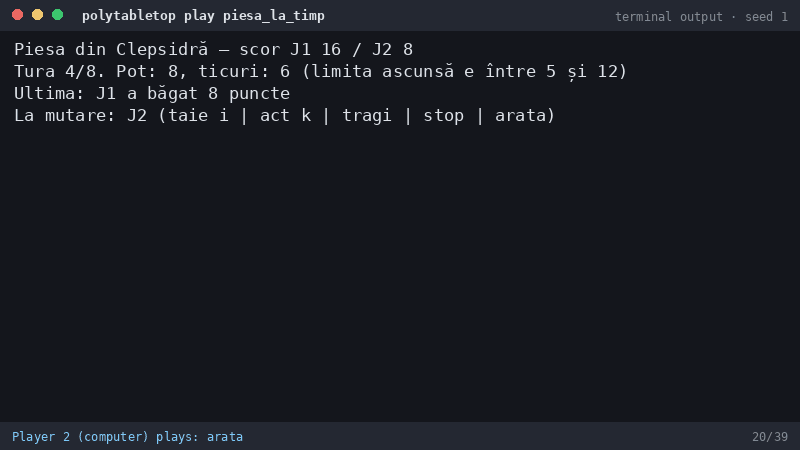 polytabletop play piesa_la_timp
terminal output · seed 1
Piesa din Clepsidră — scor J1 16 / J2 8
Tura 4/8. Pot: 8, ticuri: 6 (limita ascunsă e între 5 și 12)
Ultima: J1 a băgat 8 puncte
La mutare: J2 (taie i | act k | tragi | stop | arata)
Player 2 (computer) plays: arata
20/39